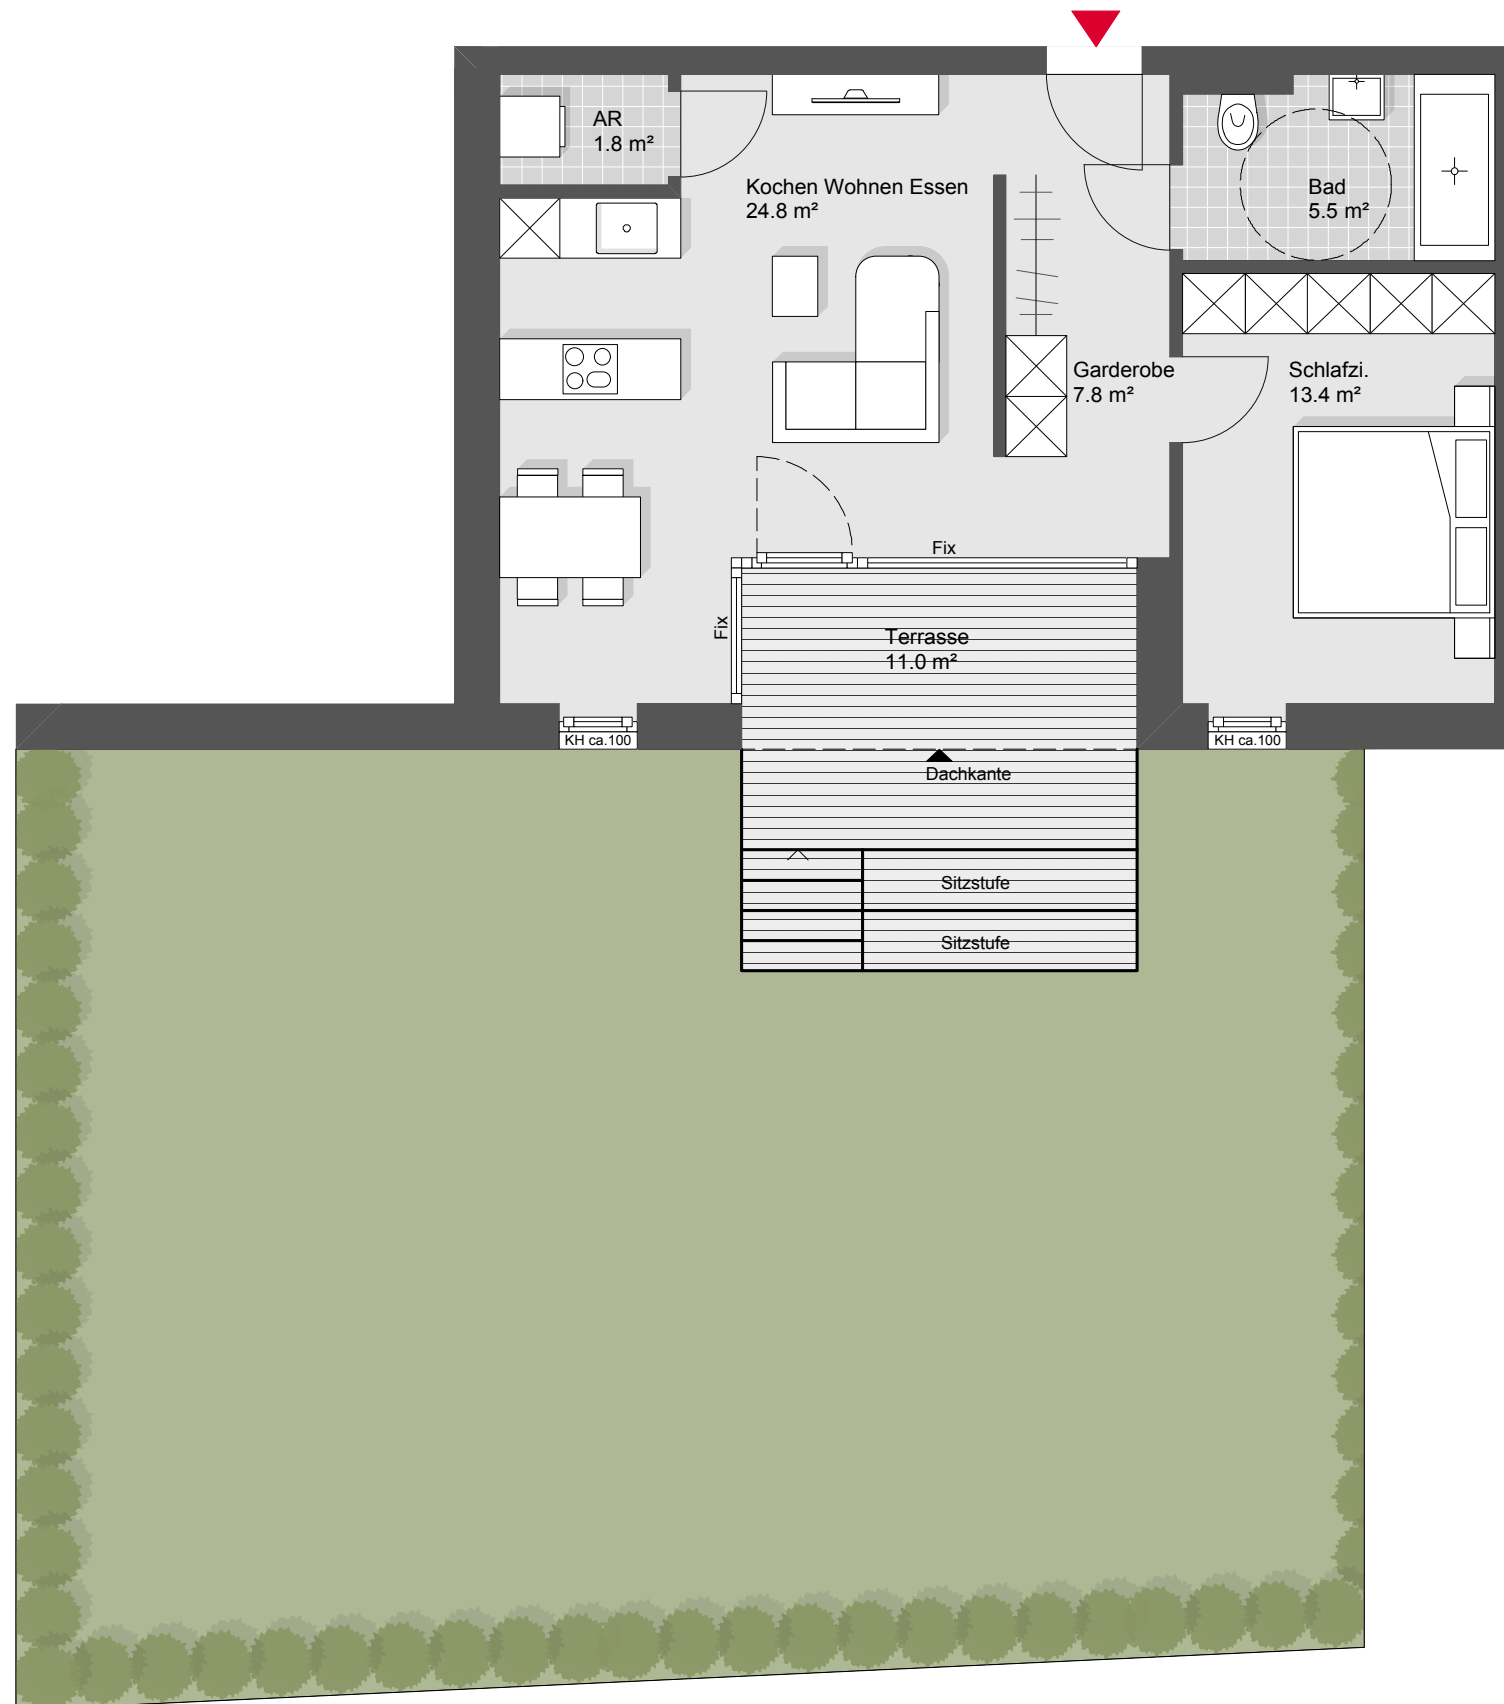 AR
1.8 m²
Kochen Wohnen Essen
24.8 m²
Bad
5.5 m²
Garderobe
7.8 m²
Schlafzi.
13.4 m²
Fix
Fix
Terrasse
11.0 m²
KH ca.100
KH ca.100
Dachkante
Sitzstufe
Sitzstufe